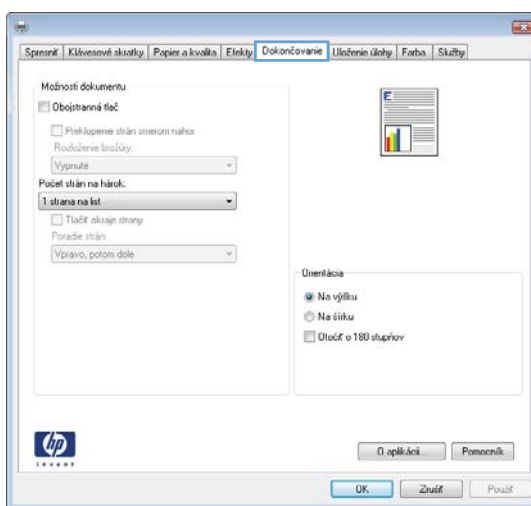 Spresniť Klávesové skratky Papier a kvalita Efekty Dokončovanie Uloženie úlohy Farba Služby
Možnosti dokumentu
Obojstranná tlač
Preklopenie strán smerom nahor
Rozloženie brožúry:
Vypnuté
Počet strán na hárok:
1 strana na list
Tlačiť okraje strany
Poradie strán:
Vpravo, potom dole
E
Orientácia
Na výšku
Na šírku
Otočiť o 180 stupňov
hp
invent
O aplikácii... Pomocník
OK Zrušiť Použiť